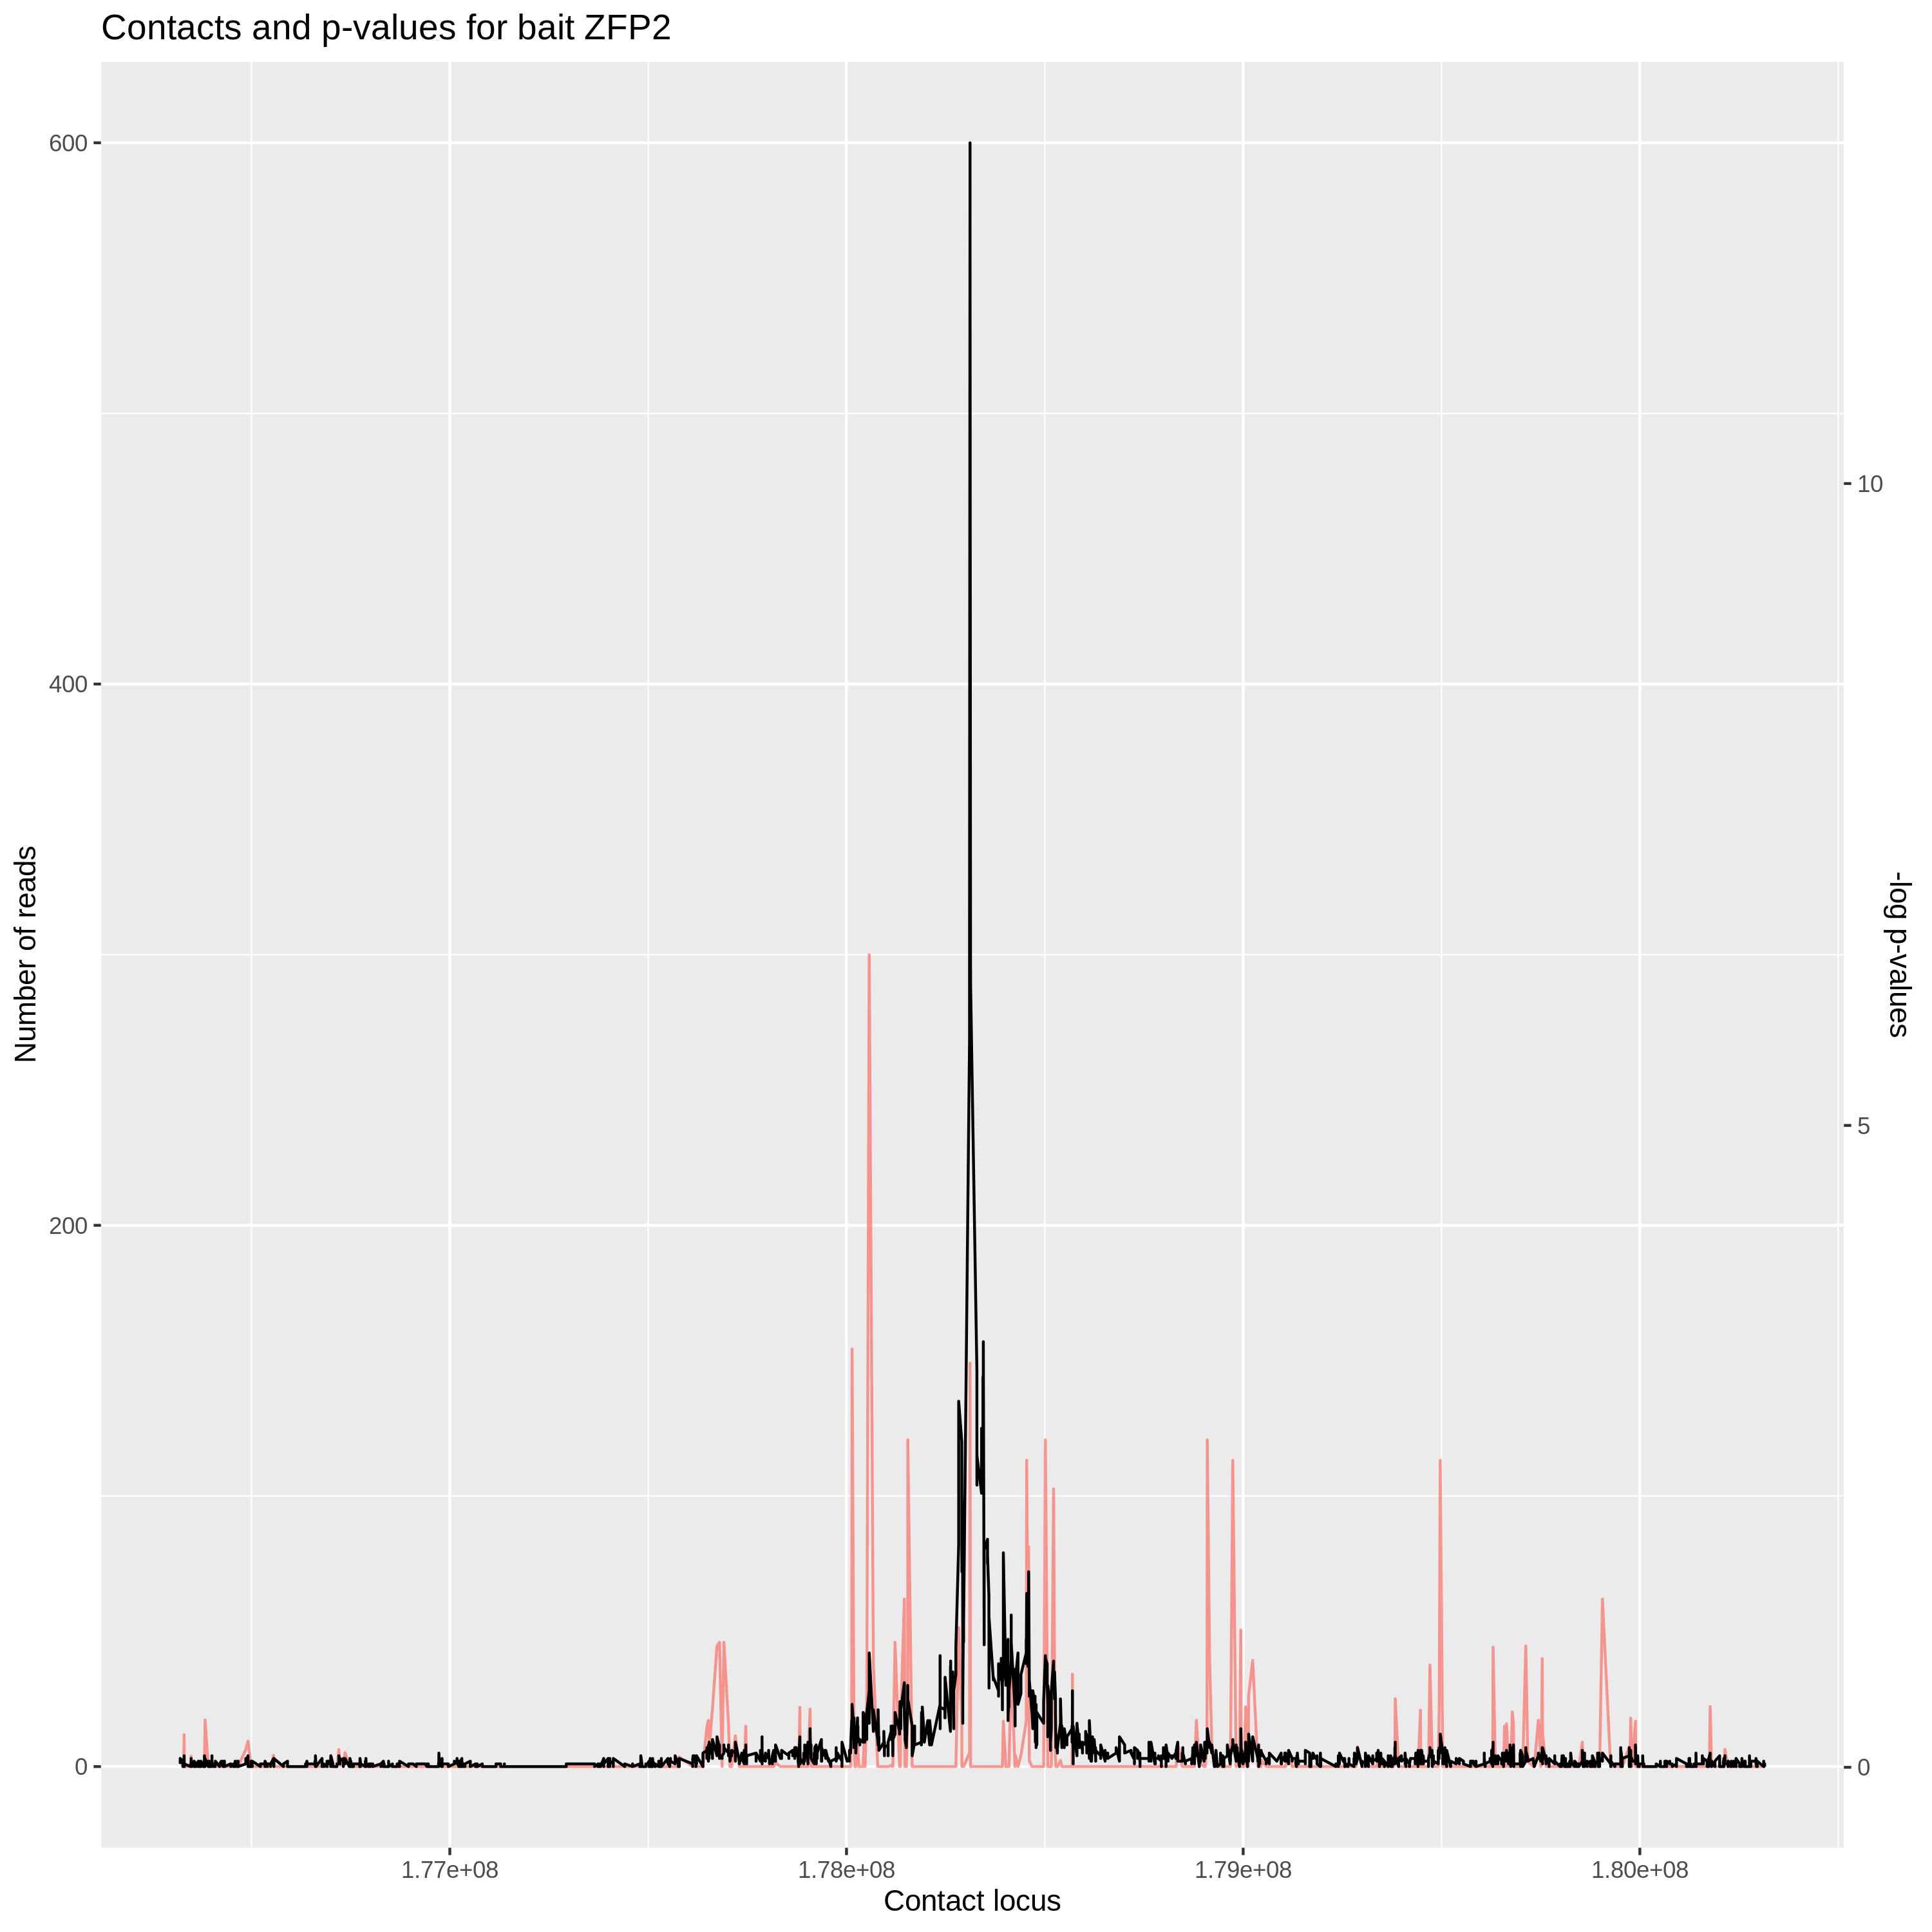 Contacts and p-values for bait ZFP2
600
400
200
0
Number of reads
10
5
0
-log p-values
1.77e+08
1.78e+08
1.79e+08
1.80e+08
Contact locus